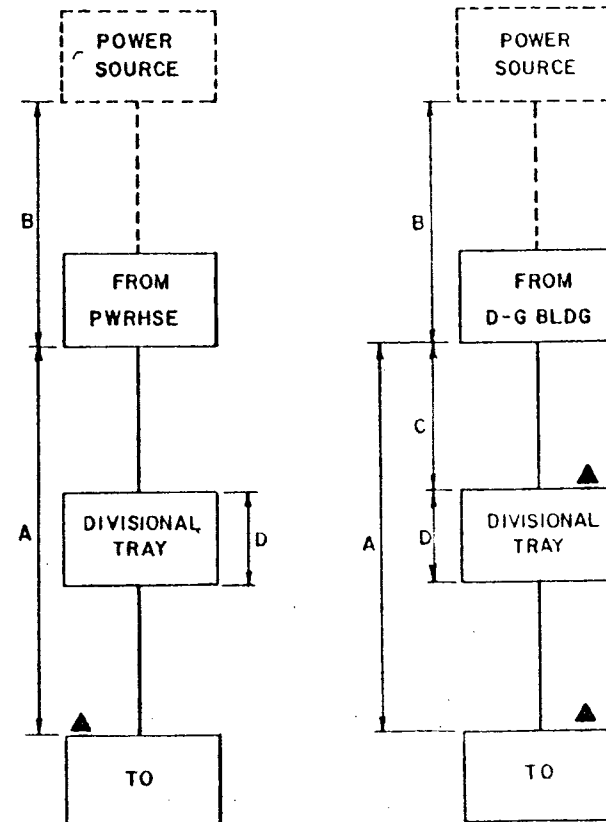 POWER
SOURCE
B
FROM
PWRHSE
A
DIVISIONAL
TRAY
D
TO
POWER
SOURCE
B
FROM
D-G BLDG
C
A
D
DIVISIONAL
TRAY
TO